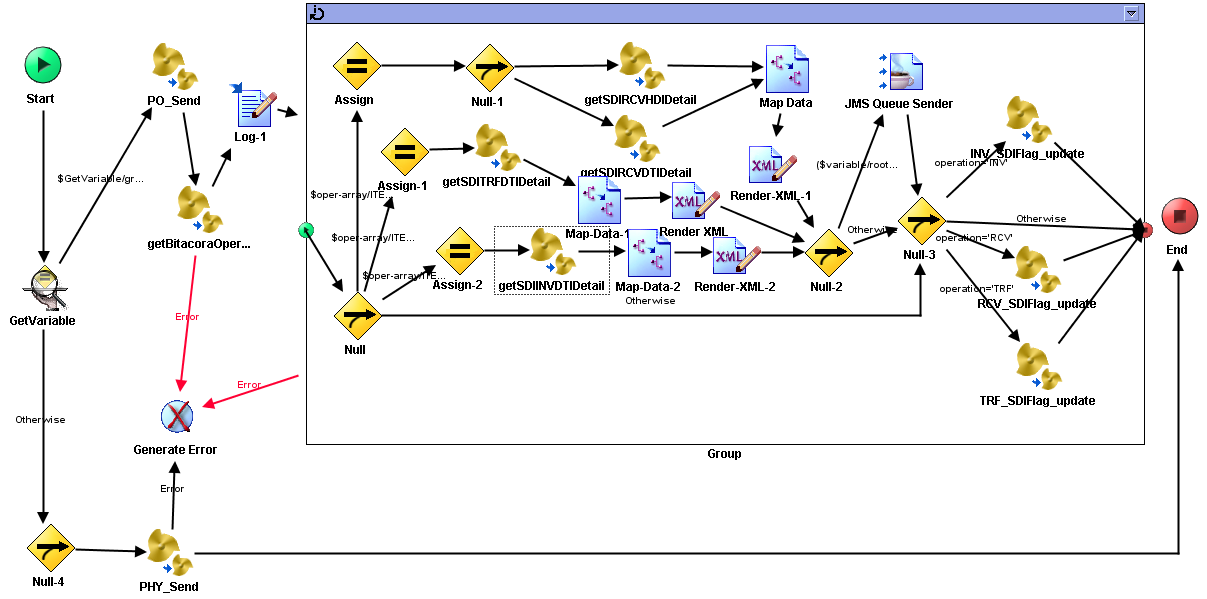 Start
PO_Send
Log-1
$GetVariable/gr...
getBitacoraOper...
GetVariable
Error
Error
Otherwise
Generate Error
Error
Null-4
PHY_Send
Assign
Null-1
getSDIRCVHDIDetail
Map Data
JMS Queue Sender
Assign-1
getSDITRFDTIDetail
getSDIRCVDTIDetail
Render-XML-1
($variable/root...
operation='INV'
INV_SDIFlag_update
$oper-array/ITE...
Map-Data-1
Render XML
Otherwise
Otherwise
$oper-array/ITE...
operation='RCV'
Null-3
End
$oper-array/ITE...
Assign-2
getSDIINVDTIDetail
Map-Data-2
Render-XML-2
Null-2
operation='TRF'
RCV_SDIFlag_update
Otherwise
Null
TRF_SDIFlag_update
Group
XML
XML
XML